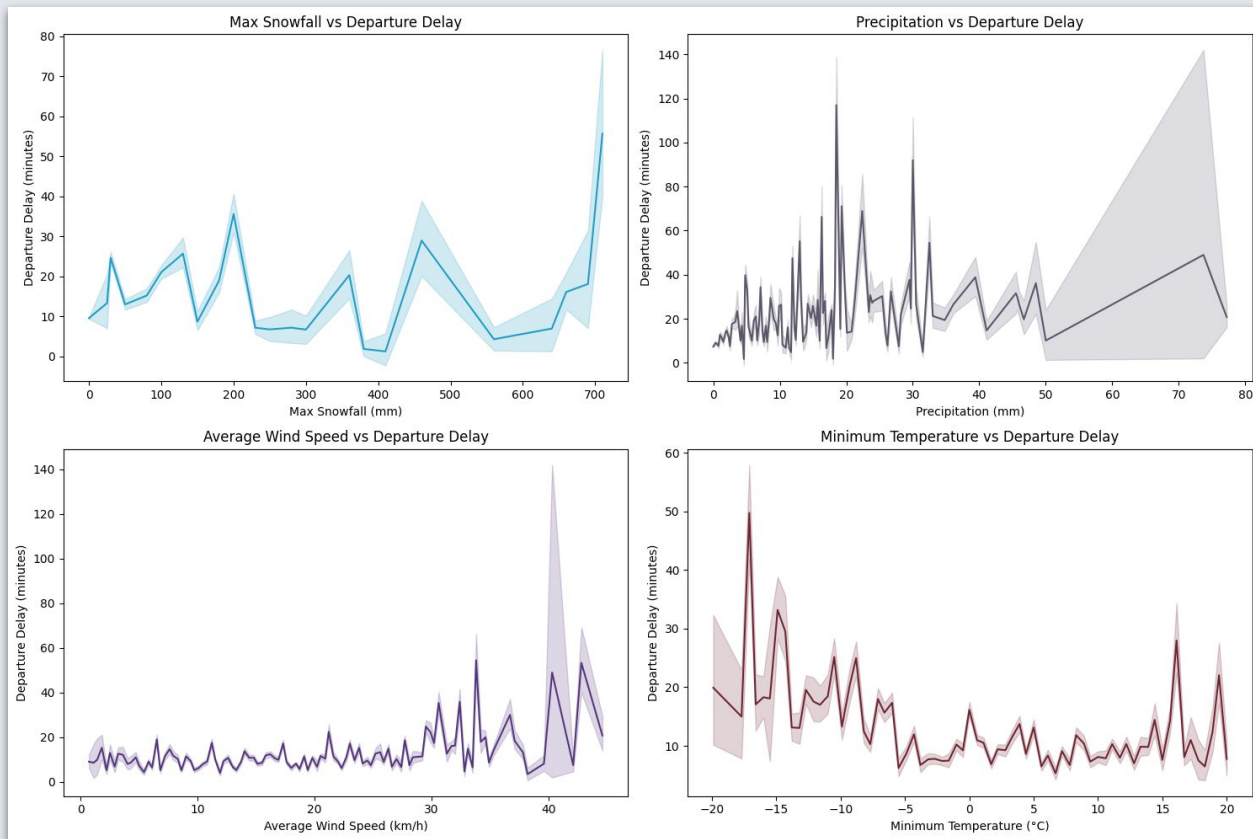 Max Snowfall vs Departure Delay
80
70
60
50
40
30
20
10
0
Departure Delay (minutes)
0 100 200 300 400 500 600 700
Max Snowfall (mm)
Precipitation vs Departure Delay
140
120
100
80
60
40
20
0
Departure Delay (minutes)
0 10 20 30 40 50 60 70 80
Precipitation (mm)
Average Wind Speed vs Departure Delay
140
120
100
80
60
40
20
0
Departure Delay (minutes)
0 10 20 30 40
Average Wind Speed (km/h)
Minimum Temperature vs Departure Delay
60
50
40
30
20
10
Departure Delay (minutes)
−20 −15 −10 −5 0 5 10 15 20
Minimum Temperature (°C)